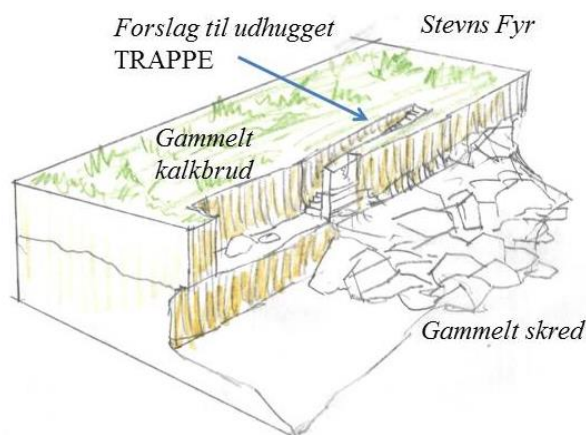 Forslag til udhugget
TRAPPE
Stevns Fyr
Gammelt
kalkbrud
Gammelt skred